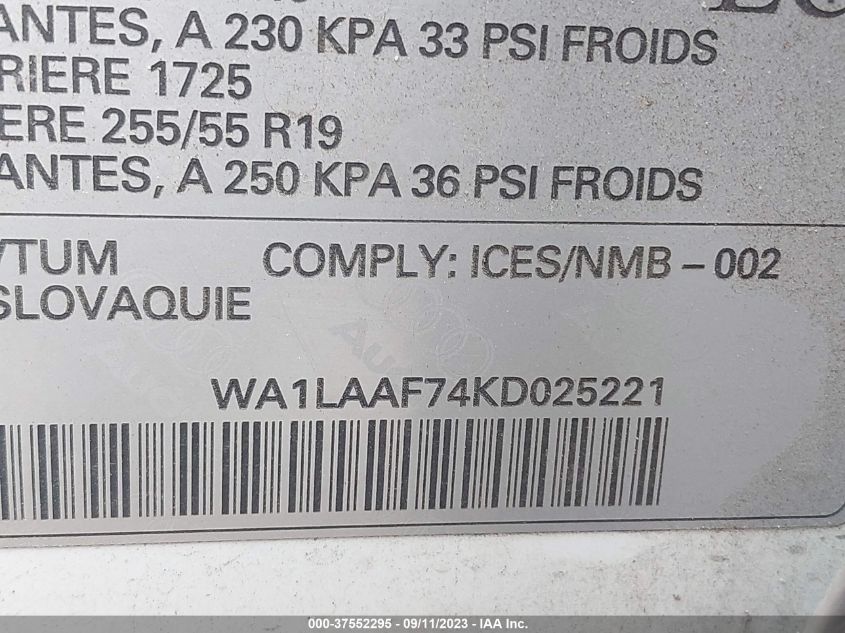 ANTES, A 230 KPA 33 PSI FROIDS
RIERE 1725
ERE 255/55 R19
ANTES, A 250 KPA 36 PSI FROIDS
/TUM COMPLY: ICES/NMB – 002
SLOVAQUIE
WA1LAAF74KD025221
000-37552295 - 09/11/2023 - IAA Inc.